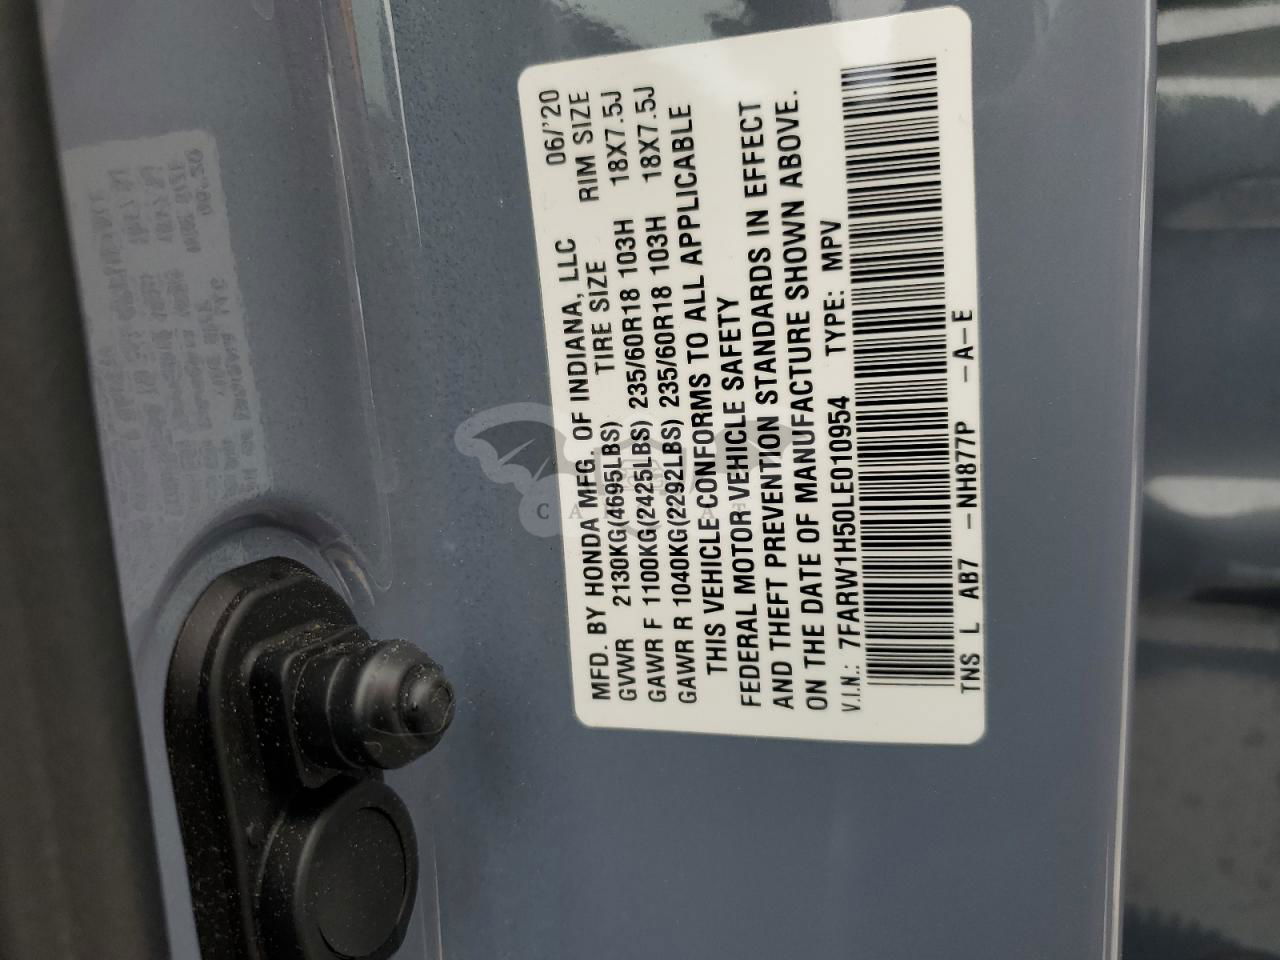 MFD. BY HONDA MFG. OF INDIANA, LLC 06/'20
GVWR 2130KG(4695LBS) TIRE SIZE RIM SIZE
GAWR F 1100KG(2425LBS) 235/60R18 103H 18X7.5J
GAWR R 1040KG(2292LBS) 235/60R18 103H 18X7.5J
THIS VEHICLE CONFORMS TO ALL APPLICABLE
FEDERAL MOTOR VEHICLE SAFETY
AND THEFT PREVENTION STANDARDS IN EFFECT
ON THE DATE OF MANUFACTURE SHOWN ABOVE.
V.I.N.: 7FARW1H50LE010954 TYPE: MPV
TNS L AB7 -NH877P -A-E